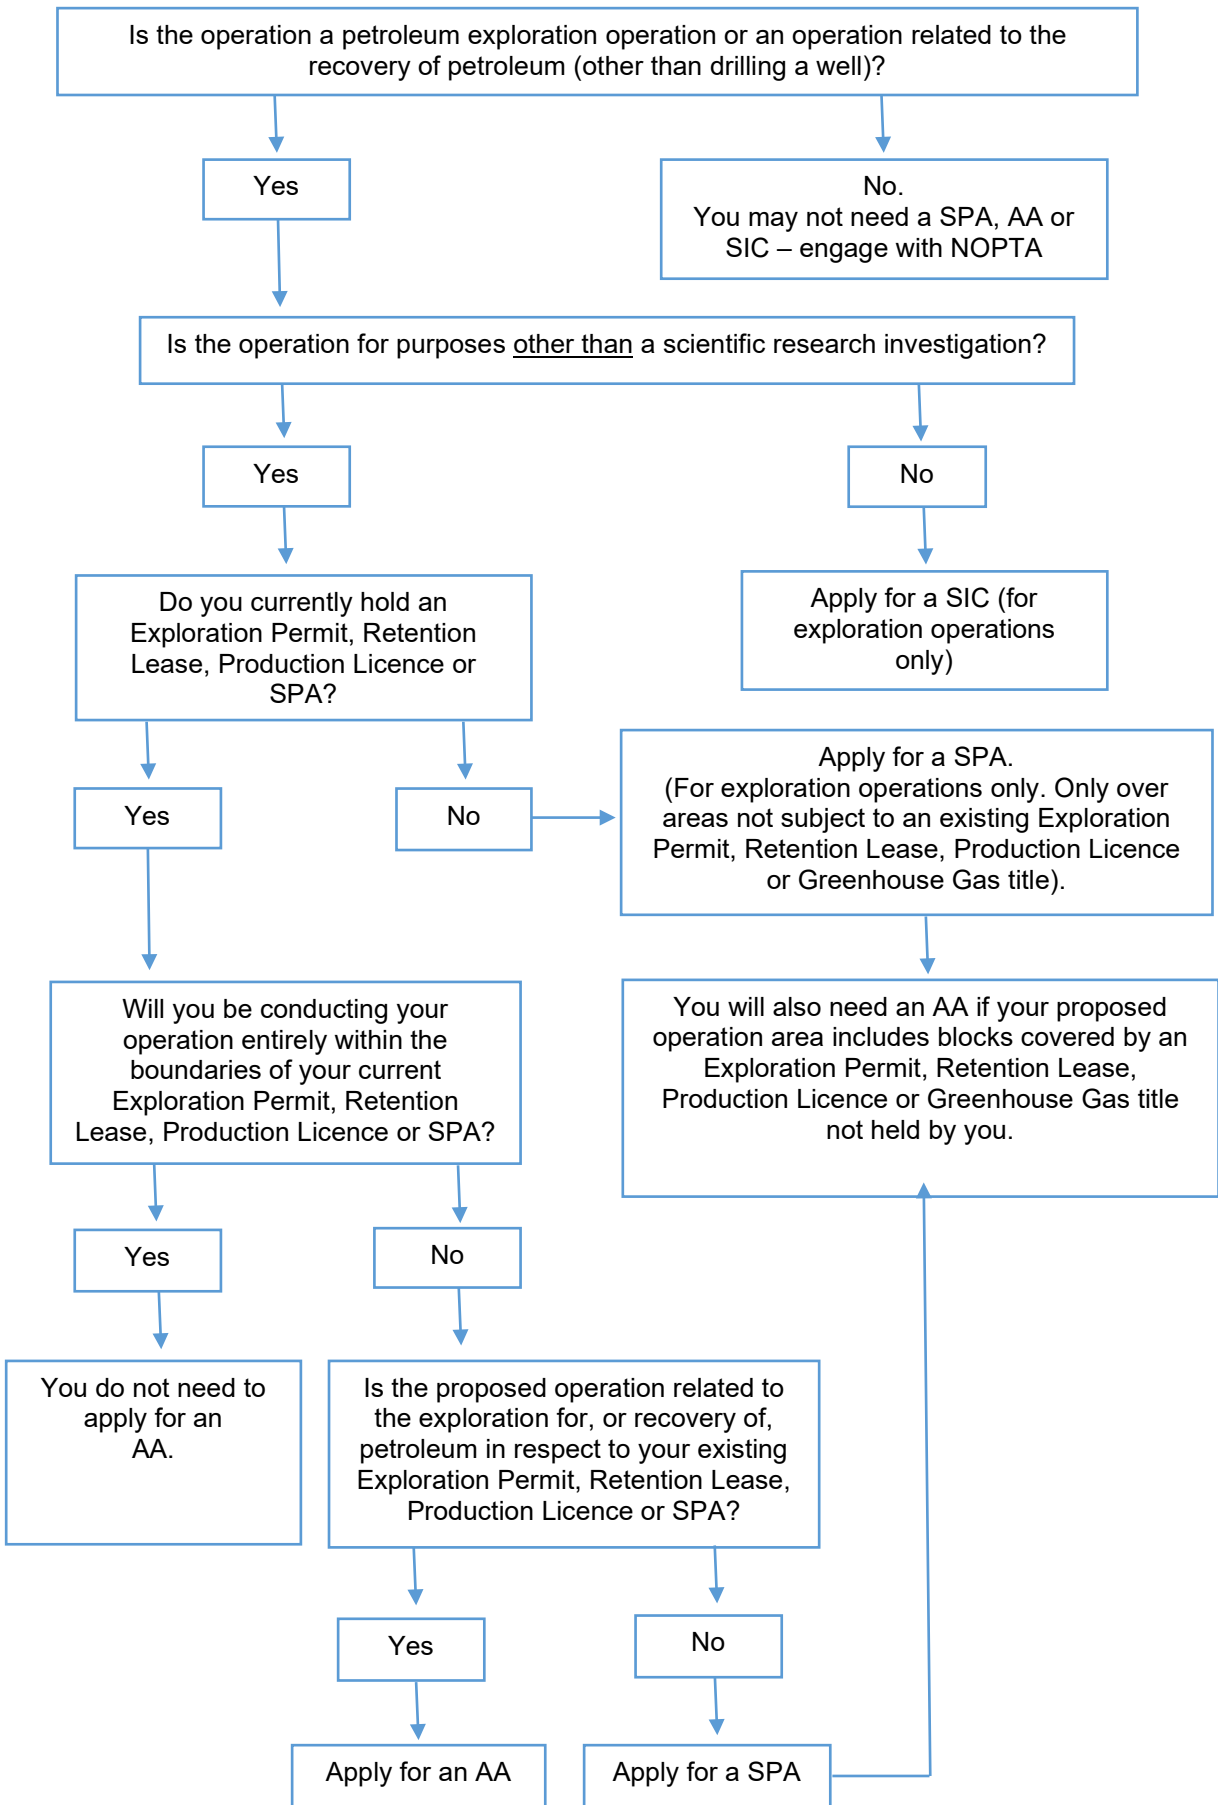 Is the operation a petroleum exploration operation or an operation related to the
recovery of petroleum (other than drilling a well)?
Yes
No.
You may not need a SPA, AA or
SIC – engage with NOPTA
Is the operation for purposes other than a scientific research investigation?
Yes
No
Do you currently hold an
Exploration Permit, Retention
Lease, Production Licence or
SPA?
Apply for a SIC (for
exploration operations
only)
Yes
No
Apply for a SPA.
(For exploration operations only. Only over
areas not subject to an existing Exploration
Permit, Retention Lease, Production Licence
or Greenhouse Gas title).
Will you be conducting your
operation entirely within the
boundaries of your current
Exploration Permit, Retention
Lease, Production Licence or SPA?
You will also need an AA if your proposed
operation area includes blocks covered by an
Exploration Permit, Retention Lease,
Production Licence or Greenhouse Gas title
not held by you.
Yes
No
You do not need to
apply for an
AA.
Is the proposed operation related to
the exploration for, or recovery of,
petroleum in respect to your existing
Exploration Permit, Retention Lease,
Production Licence or SPA?
Yes
No
Apply for an AA
Apply for a SPA